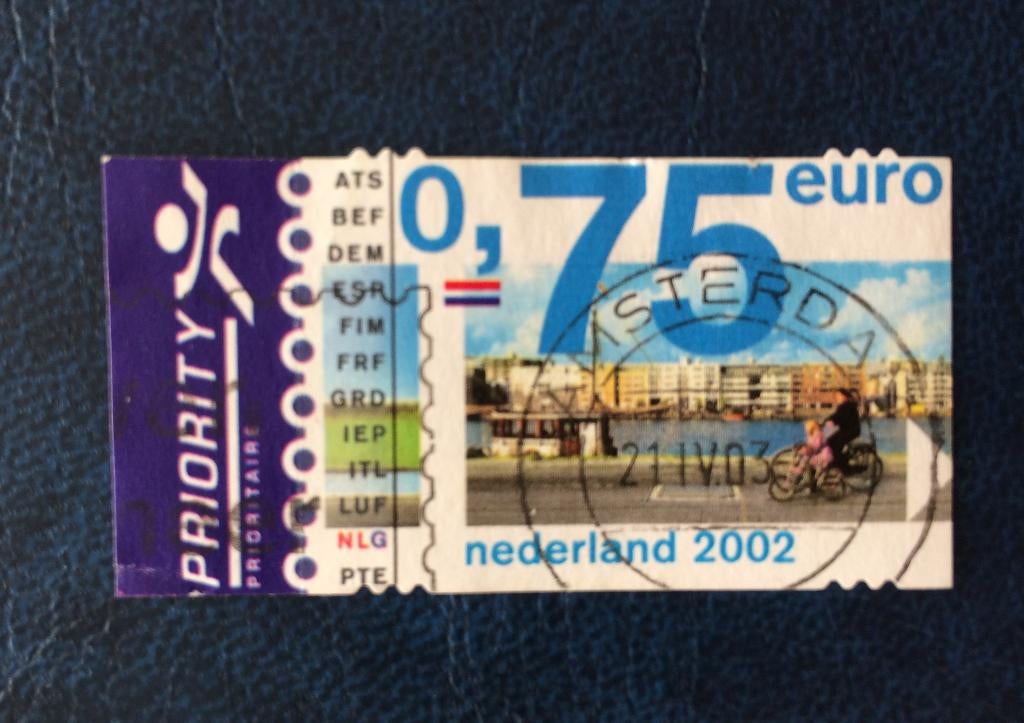 PRIORITY
PRIORITAIRE
ATS
BEF
DEM
ESP
FIM
FRF
GRD
IEP
ITL
LUF
NLG
PTE
0,75 euro
AMSTERDA
21 IV.03
nederland 2002